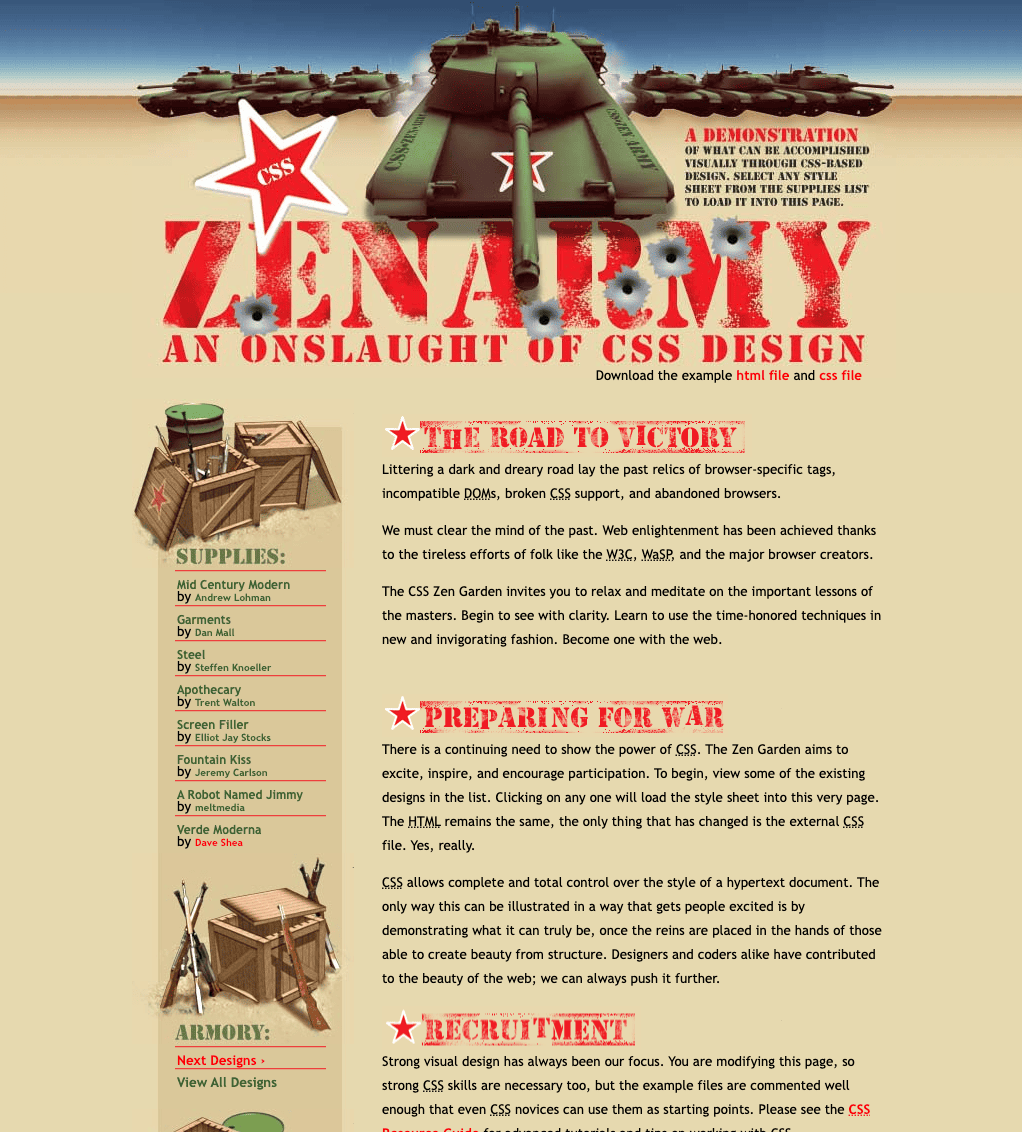 CSS
CSS ZEN ARMY
A DEMONSTRATION
OF WHAT CAN BE ACCOMPLISHED
VISUALLY THROUGH CSS-BASED
DESIGN. SELECT ANY STYLE
SHEET FROM THE SUPPLIES LIST
TO LOAD IT INTO THIS PAGE.
ZEN ARMY
AN ONSLAUGHT OF CSS DESIGN
Download the example html file and css file
SUPPLIES:
Mid Century Modern
by Andrew Lohman
Garments
by Dan Mall
Steel
by Steffen Knoeller
Apothecary
by Trent Walton
Screen Filler
by Elliot Jay Stocks
Fountain Kiss
by Jeremy Carlson
A Robot Named Jimmy
by meltmedia
Verde Moderna
by Dave Shea
ARMORY:
Next Designs ›
View All Designs
THE ROAD TO VICTORY
Littering a dark and dreary road lay the past relics of browser-specific tags,
incompatible DOMs, broken CSS support, and abandoned browsers.
We must clear the mind of the past. Web enlightenment has been achieved thanks
to the tireless efforts of folk like the W3C, WaSP, and the major browser creators.
The CSS Zen Garden invites you to relax and meditate on the important lessons of
the masters. Begin to see with clarity. Learn to use the time-honored techniques in
new and invigorating fashion. Become one with the web.
PREPARING FOR WAR
There is a continuing need to show the power of CSS. The Zen Garden aims to
excite, inspire, and encourage participation. To begin, view some of the existing
designs in the list. Clicking on any one will load the style sheet into this very page.
The HTML remains the same, the only thing that has changed is the external CSS
file. Yes, really.
CSS allows complete and total control over the style of a hypertext document. The
only way this can be illustrated in a way that gets people excited is by
demonstrating what it can truly be, once the reins are placed in the hands of those
able to create beauty from structure. Designers and coders alike have contributed
to the beauty of the web; we can always push it further.
RECRUITMENT
Strong visual design has always been our focus. You are modifying this page, so
strong CSS skills are necessary too, but the example files are commented well
enough that even CSS novices can use them as starting points. Please see the CSS
Resource Guide for advanced tutorials and tips on working with CSS.